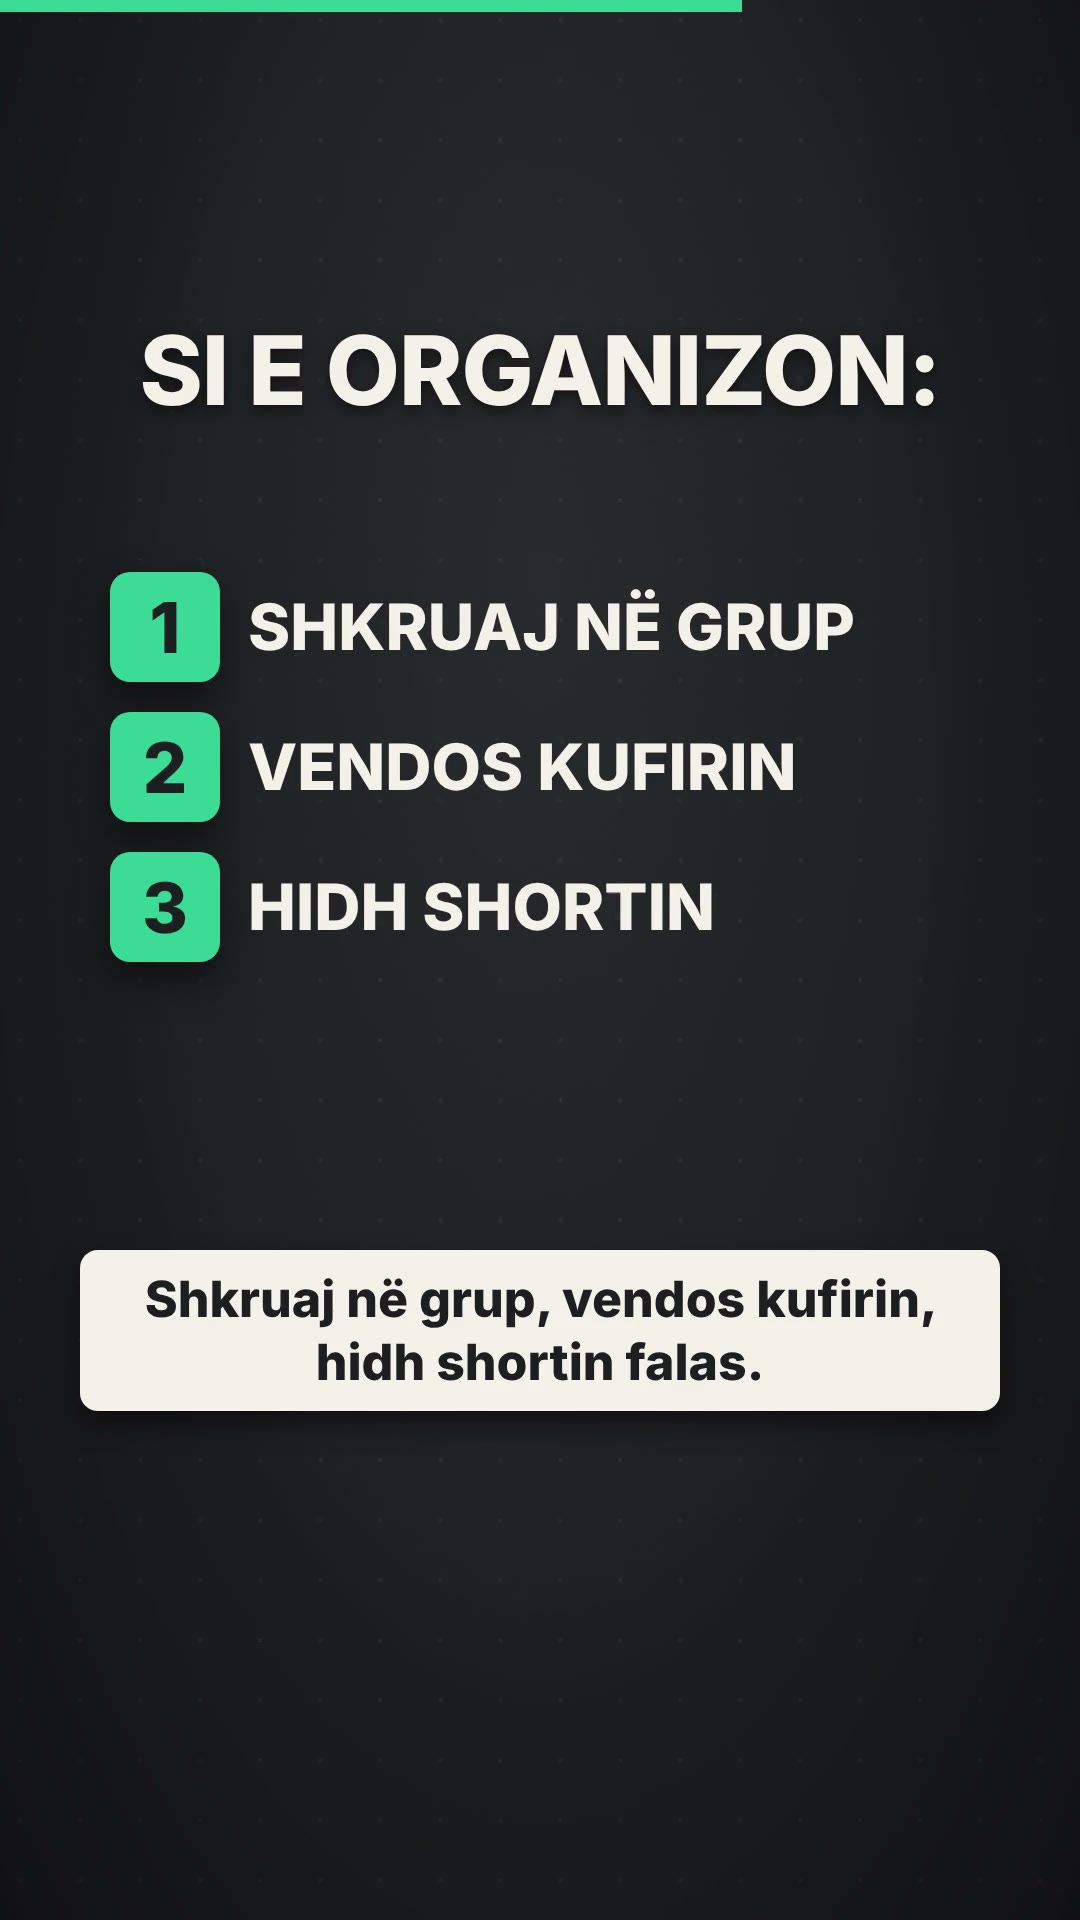 SI E ORGANIZON:
1 SHKRUAJ NË GRUP
2 VENDOS KUFIRIN
3 HIDH SHORTIN
Shkruaj në grup, vendos kufirin,
hidh shortin falas.